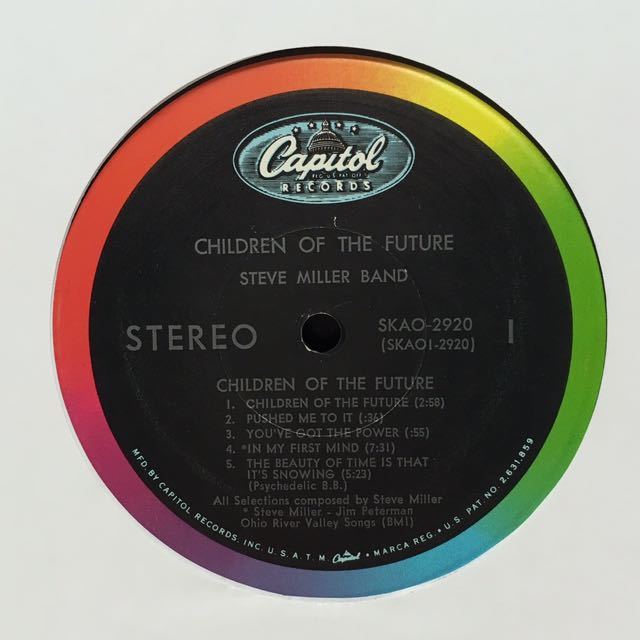 Capitol
REG. U.S. PAT. OFF.
RECORDS
CHILDREN OF THE FUTURE
STEVE MILLER BAND
STEREO
SKAO-2920
(SKAO1-2920)
1
CHILDREN OF THE FUTURE
1. CHILDREN OF THE FUTURE (2:58)
2. PUSHED ME TO IT (:36)
3. YOU'VE GOT THE POWER (:55)
4. *IN MY FIRST MIND (7:31)
5. THE BEAUTY OF TIME IS THAT
IT'S SNOWING (5:23)
(Psychedelic B.B.)
All Selections composed by Steve Miller
* Steve Miller - Jim Peterman
Ohio River Valley Songs (BMI)
MFD. BY CAPITOL RECORDS, INC. U.S.A. T.M. Capitol • MARCA REG. • U.S. PAT. NO. 2,631,859